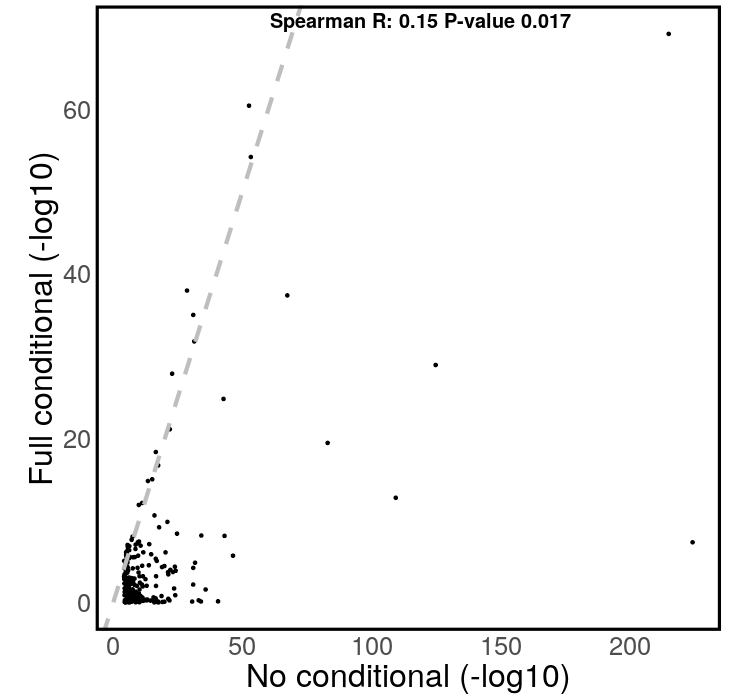 Spearman R: 0.15 P-value 0.017
Full conditional (-log10)
60
40
20
0
0 50 100 150 200
No conditional (-log10)